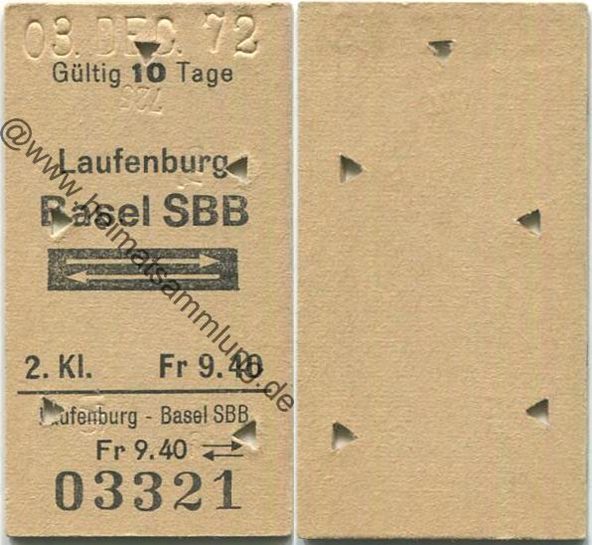 03. DEC. 72
Gültig 10 Tage
Laufenburg
Basel SBB
2. Kl. Fr 9.40
Laufenburg - Basel SBB
Fr 9.40
03321
@www.heimatsammlung.de